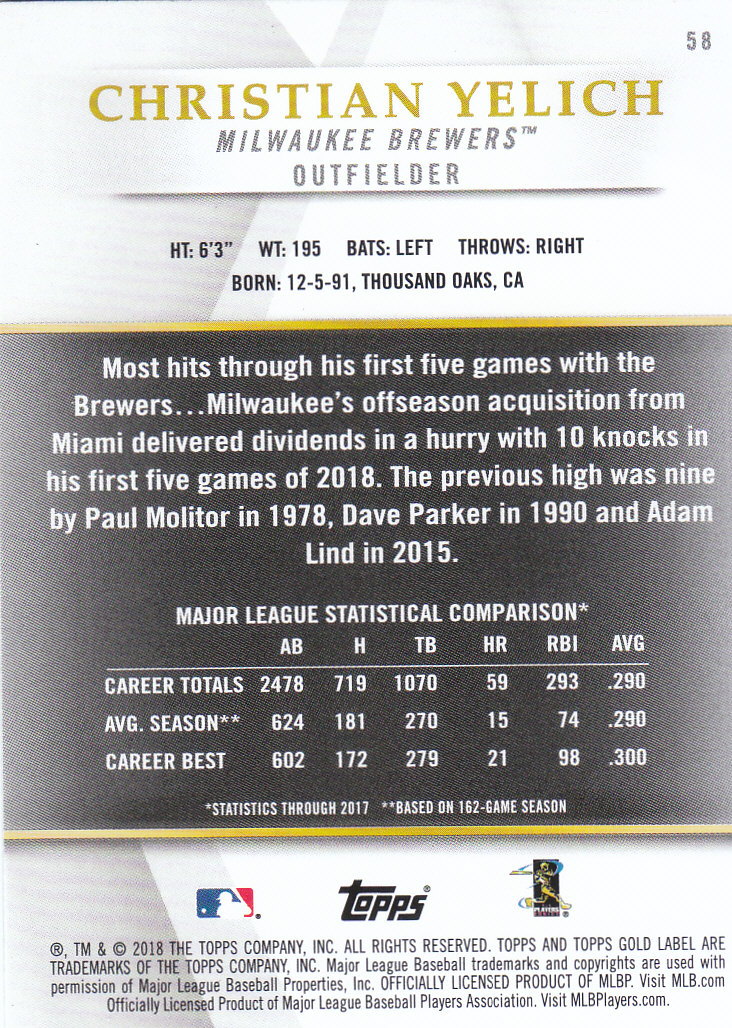 58
CHRISTIAN YELICH
MILWAUKEE BREWERS™
OUTFIELDER
HT: 6'3" WT: 195 BATS: LEFT THROWS: RIGHT
BORN: 12-5-91, THOUSAND OAKS, CA
Most hits through his first five games with the
Brewers...Milwaukee's offseason acquisition from
Miami delivered dividends in a hurry with 10 knocks in
his first five games of 2018. The previous high was nine
by Paul Molitor in 1978, Dave Parker in 1990 and Adam
Lind in 2015.
MAJOR LEAGUE STATISTICAL COMPARISON*
AB H TB HR RBI AVG
CAREER TOTALS 2478 719 1070 59 293 .290
AVG. SEASON** 624 181 270 15 74 .290
CAREER BEST 602 172 279 21 98 .300
*STATISTICS THROUGH 2017 **BASED ON 162-GAME SEASON
topps®
PLAYERS
CHOICE ®
®, TM & © 2018 THE TOPPS COMPANY, INC. ALL RIGHTS RESERVED. TOPPS AND TOPPS GOLD LABEL ARE
TRADEMARKS OF THE TOPPS COMPANY, INC. Major League Baseball trademarks and copyrights are used with
permission of Major League Baseball Properties, Inc. OFFICIALLY LICENSED PRODUCT OF MLBP. Visit MLB.com
Officially Licensed Product of Major League Baseball Players Association. Visit MLBPlayers.com.